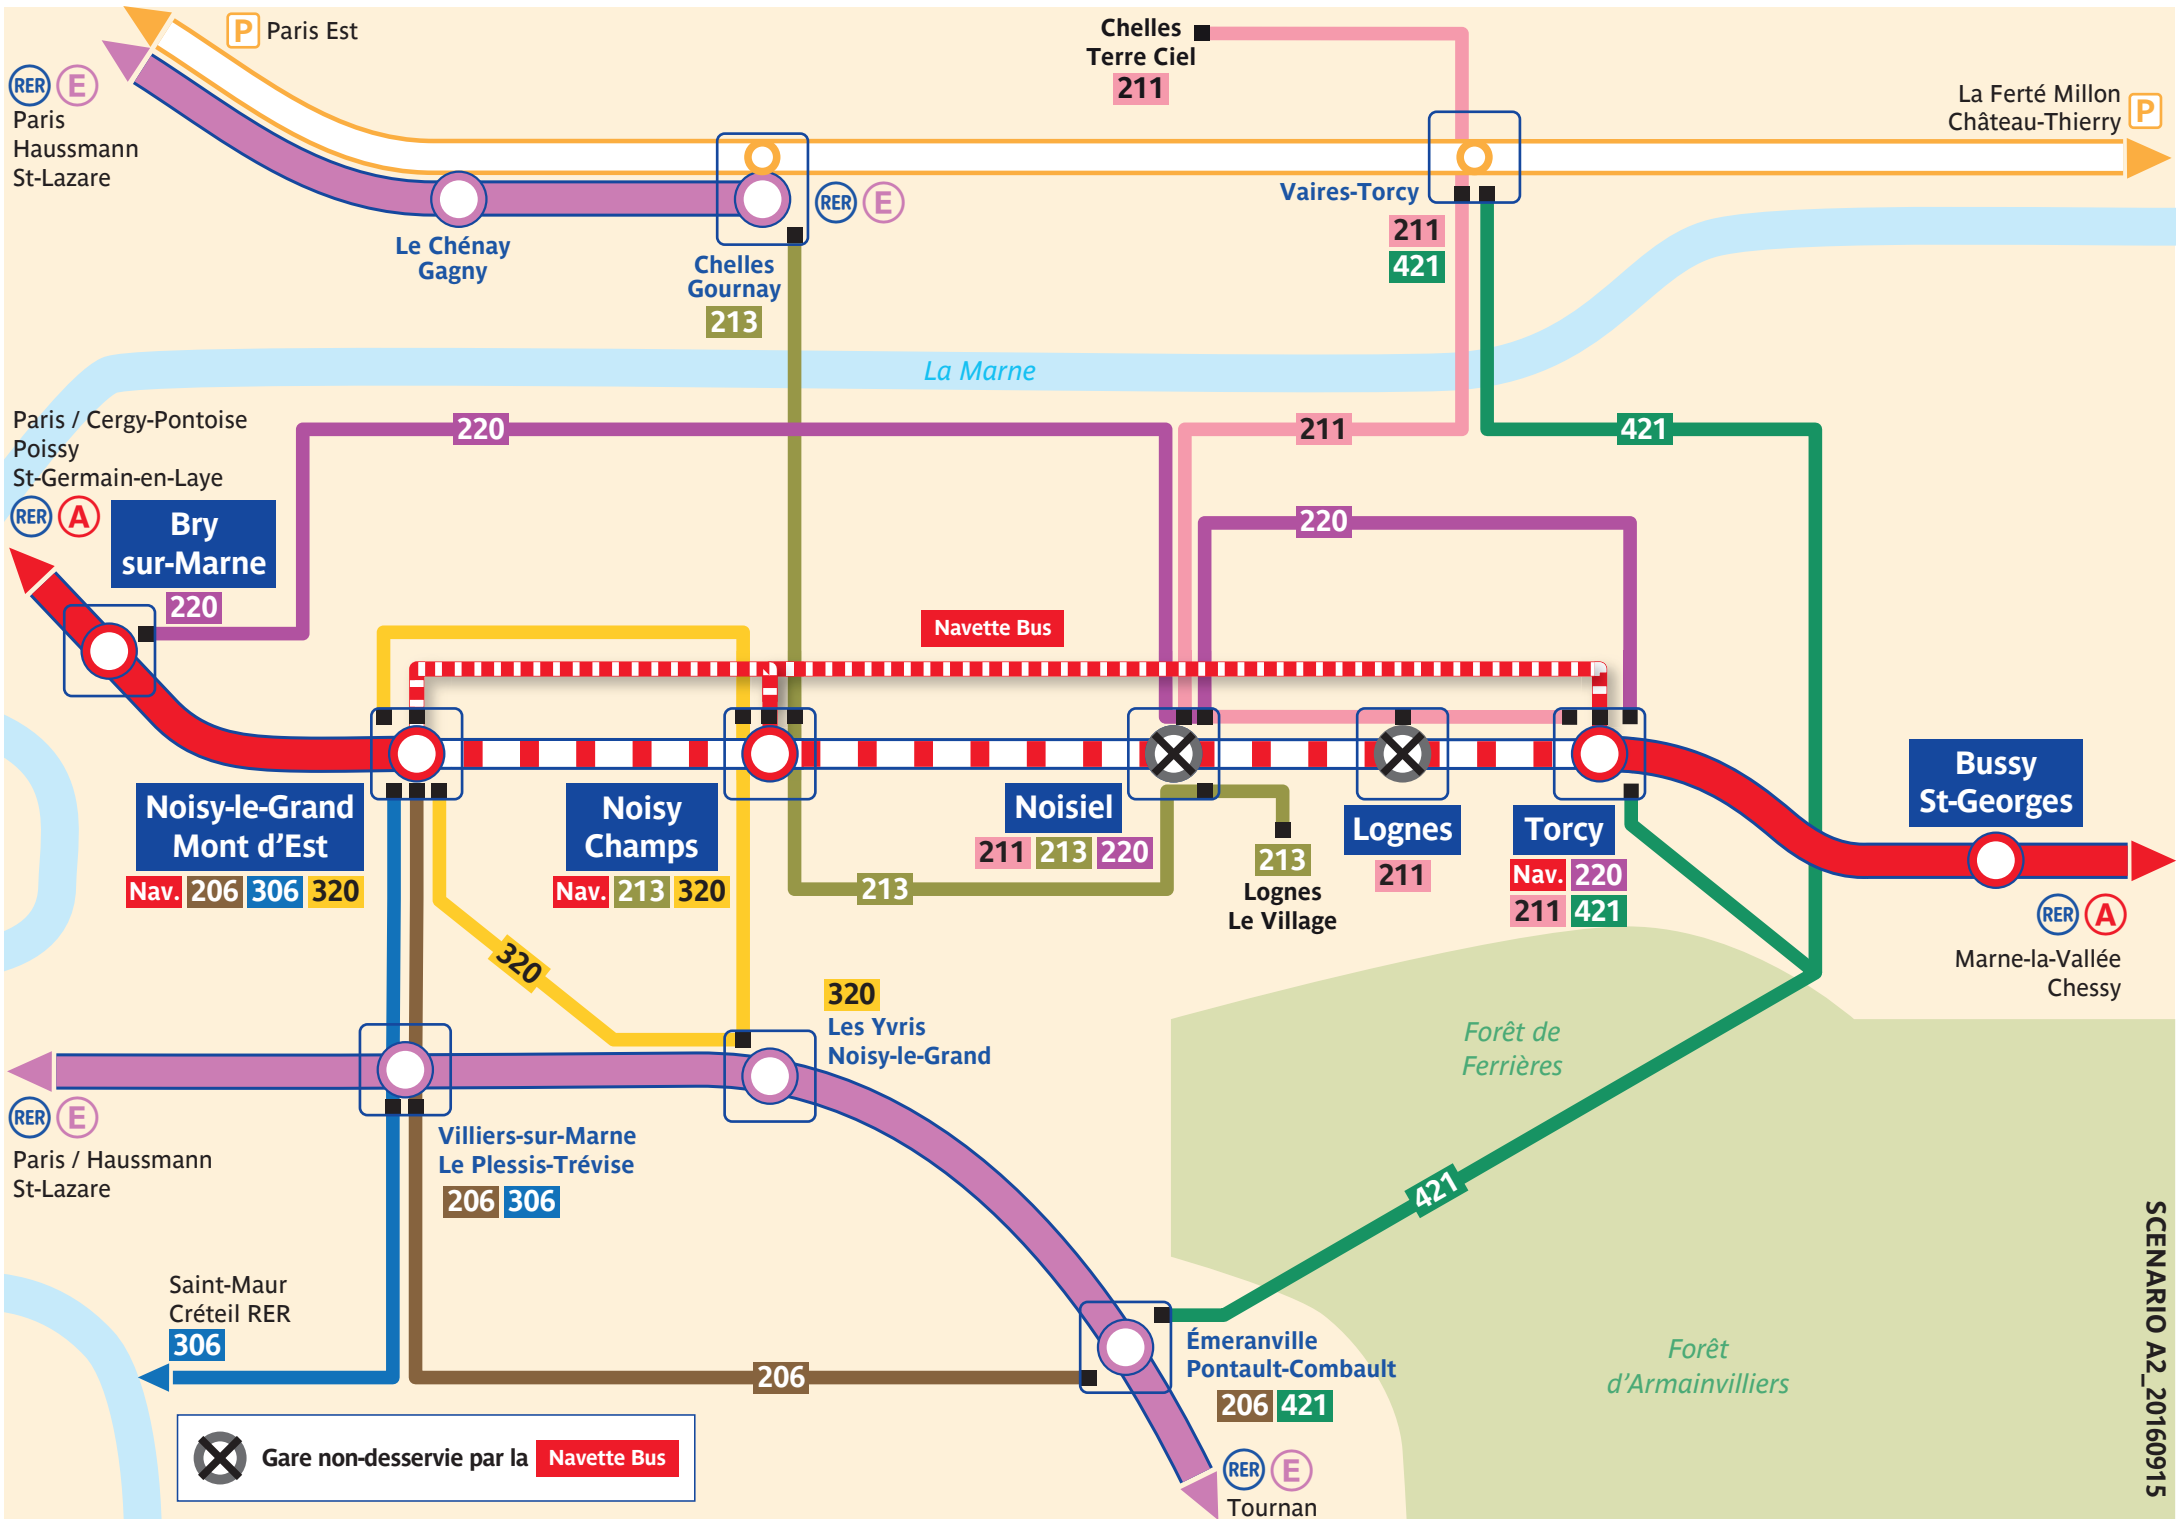 P Paris Est
RER E
Paris
Haussmann
St-Lazare
Chelles
Terre Ciel
211
La Ferté Millon
Château-Thierry
P
Le Chénay
Gagny
RER E
Chelles
Gournay
213
Vaires-Torcy
211
421
La Marne
Paris / Cergy-Pontoise
Poissy
St-Germain-en-Laye
RER A
220
211
421
Bry
sur-Marne
220
220
Navette Bus
Noisy-le-Grand
Mont d'Est
Nav. 206 306 320
Noisy
Champs
Nav. 213 320
Noisiel
211 213 220
213
213
Lognes
Le Village
Lognes
211
Torcy
Nav. 220
211 421
Bussy
St-Georges
RER A
Marne-la-Vallée
Chessy
320
320
Les Yvris
Noisy-le-Grand
Forêt de
Ferrières
RER E
Paris / Haussmann
St-Lazare
Villiers-sur-Marne
Le Plessis-Trévise
206 306
421
Saint-Maur
Créteil RER
306
206
Émeranville
Pontault-Combault
206 421
Forêt
d'Armainvilliers
RER E
Tournan
Gare non-desservie par la Navette Bus
SCENARIO A2_20160915